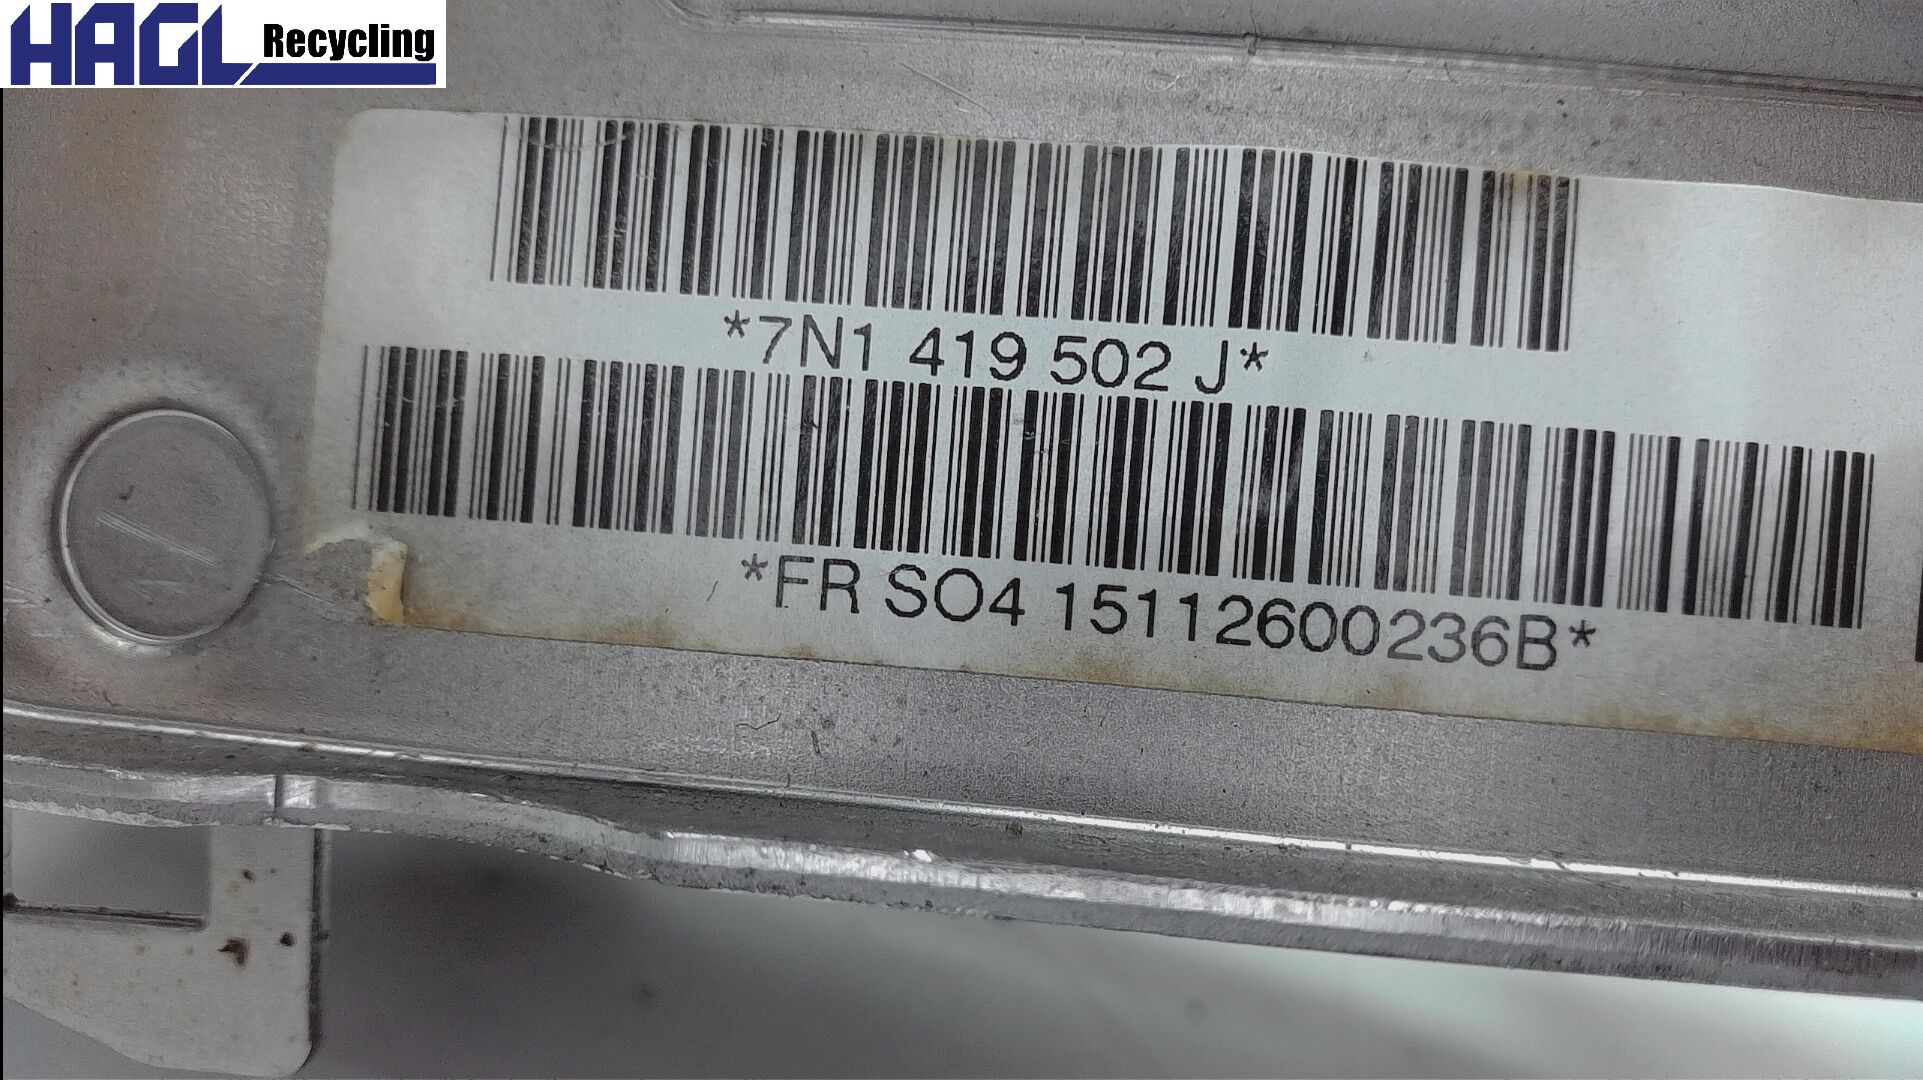 HAGL Recycling
*7N1 419 502 J*
*FR SO4 15112600236B*